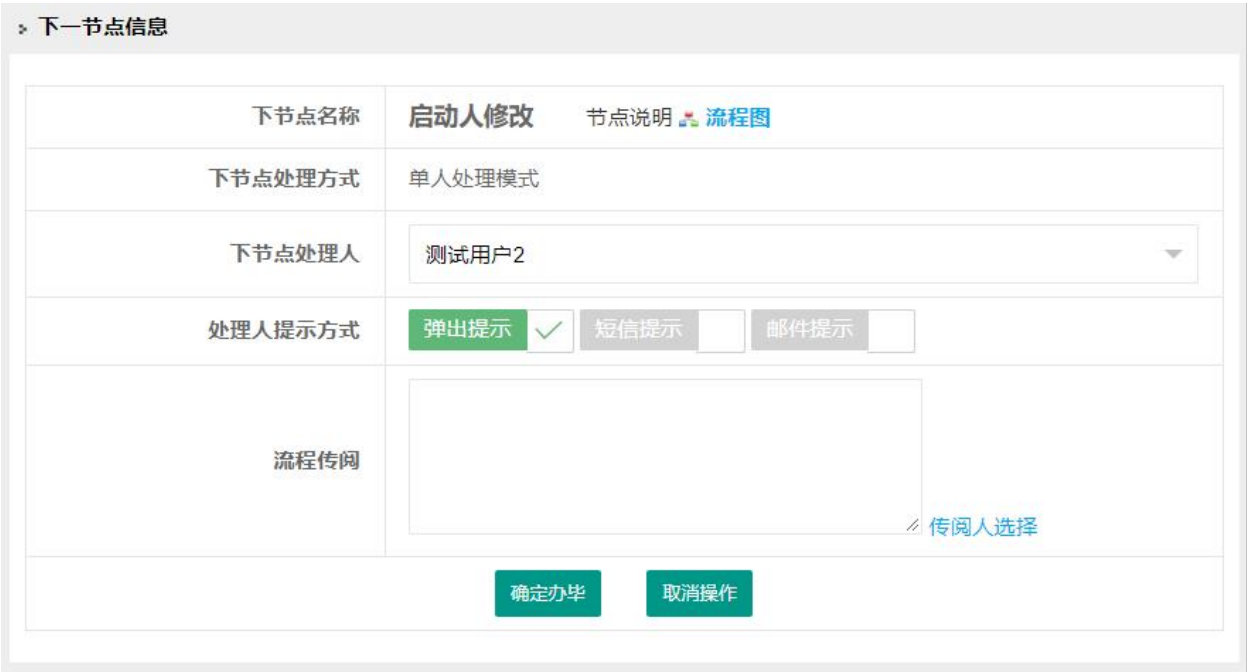 下一节点信息
下节点名称 启动人修改 节点说明 流程图
下节点处理方式 单人处理模式
下节点处理人 测试用户2
处理人提示方式 弹出提示 短信提示 邮件提示
流程传阅
传阅人选择
确定办毕 取消操作